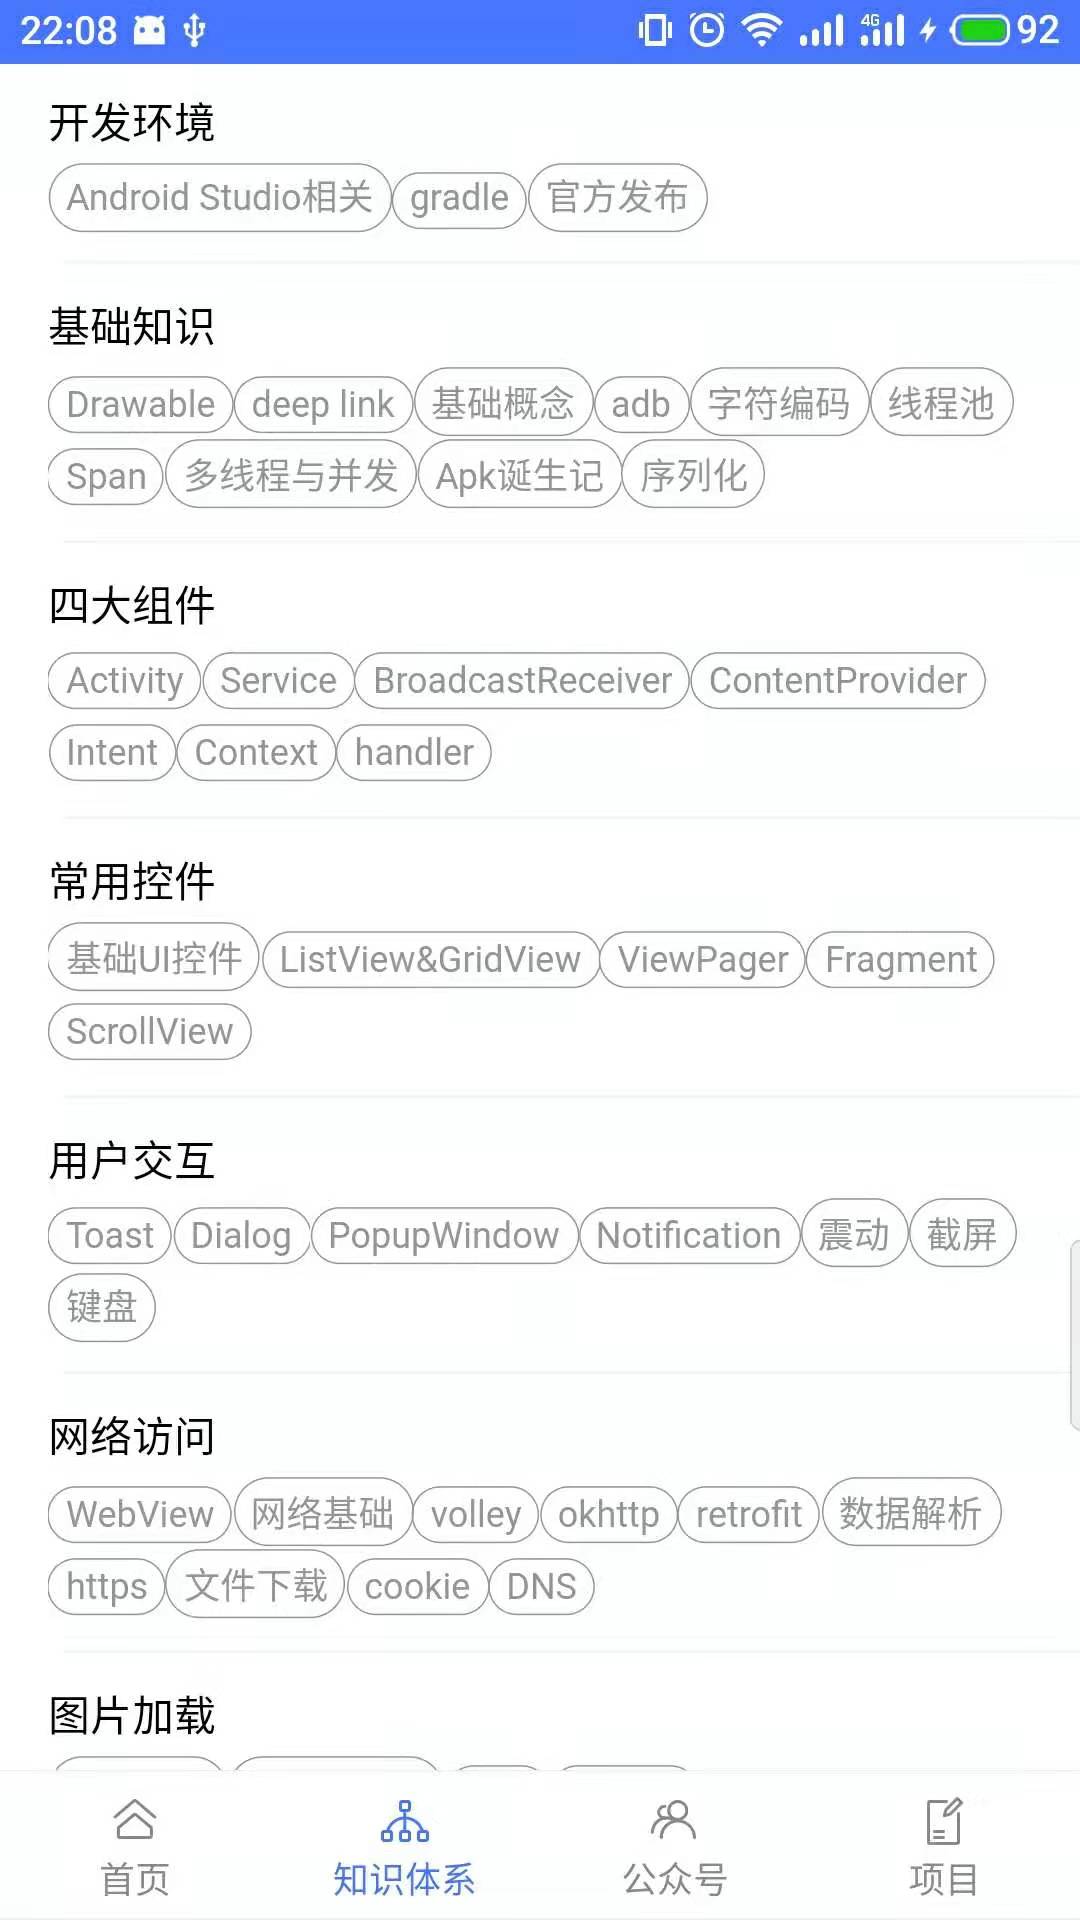 22:08 4G 92
开发环境
Android Studio相关 gradle 官方发布
基础知识
Drawable deep link 基础概念 adb 字符编码 线程池
Span 多线程与并发 Apk诞生记 序列化
四大组件
Activity Service BroadcastReceiver ContentProvider
Intent Context handler
常用控件
基础UI控件 ListView&GridView ViewPager Fragment
ScrollView
用户交互
Toast Dialog PopupWindow Notification 震动 截屏
键盘
网络访问
WebView 网络基础 volley okhttp retrofit 数据解析
https 文件下载 cookie DNS
图片加载
首页 知识体系 公众号 项目